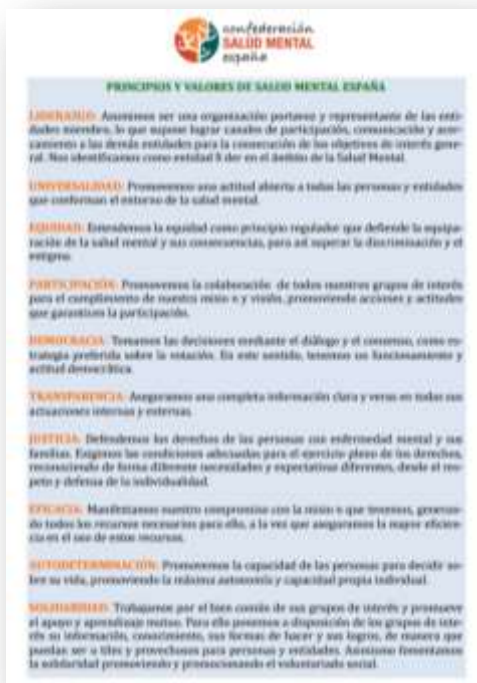 confederación
SALUD MENTAL
españa
PRINCIPIOS Y VALORES DE SALUD MENTAL ESPAÑA
LIDERAZGO: Asumimos ser una organización portavoz y representante de las enti-
dades miembro, lo que supone lograr canales de participación, comunicación y acer-
camiento a las demás entidades para la consecución de los objetivos de interés gene-
ral. Nos identificamos como entidad lí der en el ámbito de la Salud Mental.
UNIVERSALIDAD: Promovemos una actitud abierta a todas las personas y entidades
que conforman el entorno de la salud mental.
EQUIDAD: Entendemos la equidad como principio regulador que defiende la equipa-
ración de la salud mental y sus consecuencias, para así superar la discriminación y el
estigma.
PARTICIPACIÓN: Promovemos la colaboración de todos nuestros grupos de interés
para el cumplimiento de nuestra misio n y visión, promoviendo acciones y actitudes
que garanticen la participación.
DEMOCRACIA: Tomamos las decisiones mediante el diálogo y el consenso, como es-
trategia preferida sobre la votación. En este sentido, tenemos un funcionamiento y
actitud democrática.
TRANSPARENCIA: Aseguramos una completa información clara y veraz en todas sus
actuaciones internas y externas.
JUSTICIA: Defendemos los derechos de las personas con enfermedad mental y sus
familias. Exigimos las condiciones adecuadas para el ejercicio pleno de los derechos,
reconociendo de forma diferente necesidades y expectativas diferentes, desde el res-
peto y defensa de la individualidad.
EFICACIA: Manifestamos nuestro compromiso con la misio n que tenemos, generan-
do todos los recursos necesarios para ello, a la vez que aseguramos la mayor eficien-
cia en el uso de estos recursos.
AUTODETERMINACIÓN: Promovemos la capacidad de las personas para decidir so-
bre su vida, promoviendo la máxima autonomía y capacidad propia individual.
SOLIDARIDAD: Trabajamos por el bien común de sus grupos de interés y promueve
el apoyo y aprendizaje mutuo. Para ello ponemos a disposición de los grupos de inte-
rés su información, conocimiento, sus formas de hacer y sus logros, de manera que
puedan ser u tiles y provechosos para personas y entidades. Asimismo fomentamos
la solidaridad promoviendo y promocionando el voluntariado social.